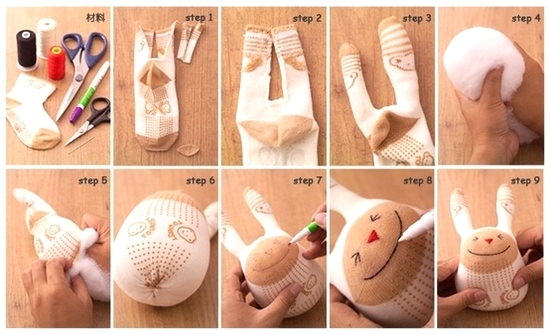 材料
step 1
step 2
step 3
step 4
step 5
step 6
step 7
step 8
step 9